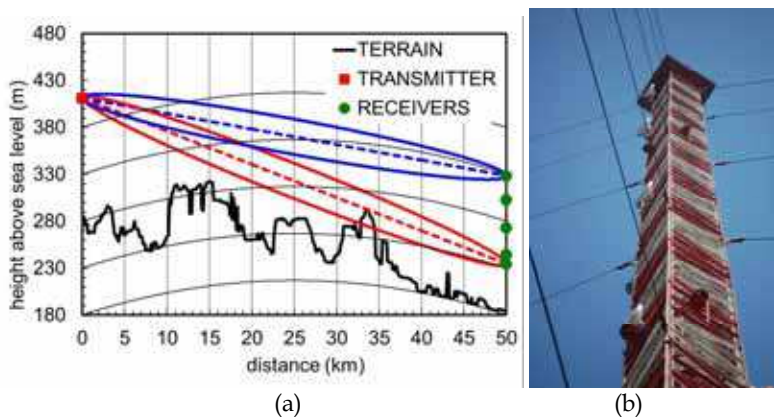 480
430
380
330
280
230
180
height above sea level (m)
TERRAIN
TRANSMITTER
RECEIVERS
0 5 10 15 20 25 30 35 40 45 50
distance (km)
(a) (b)